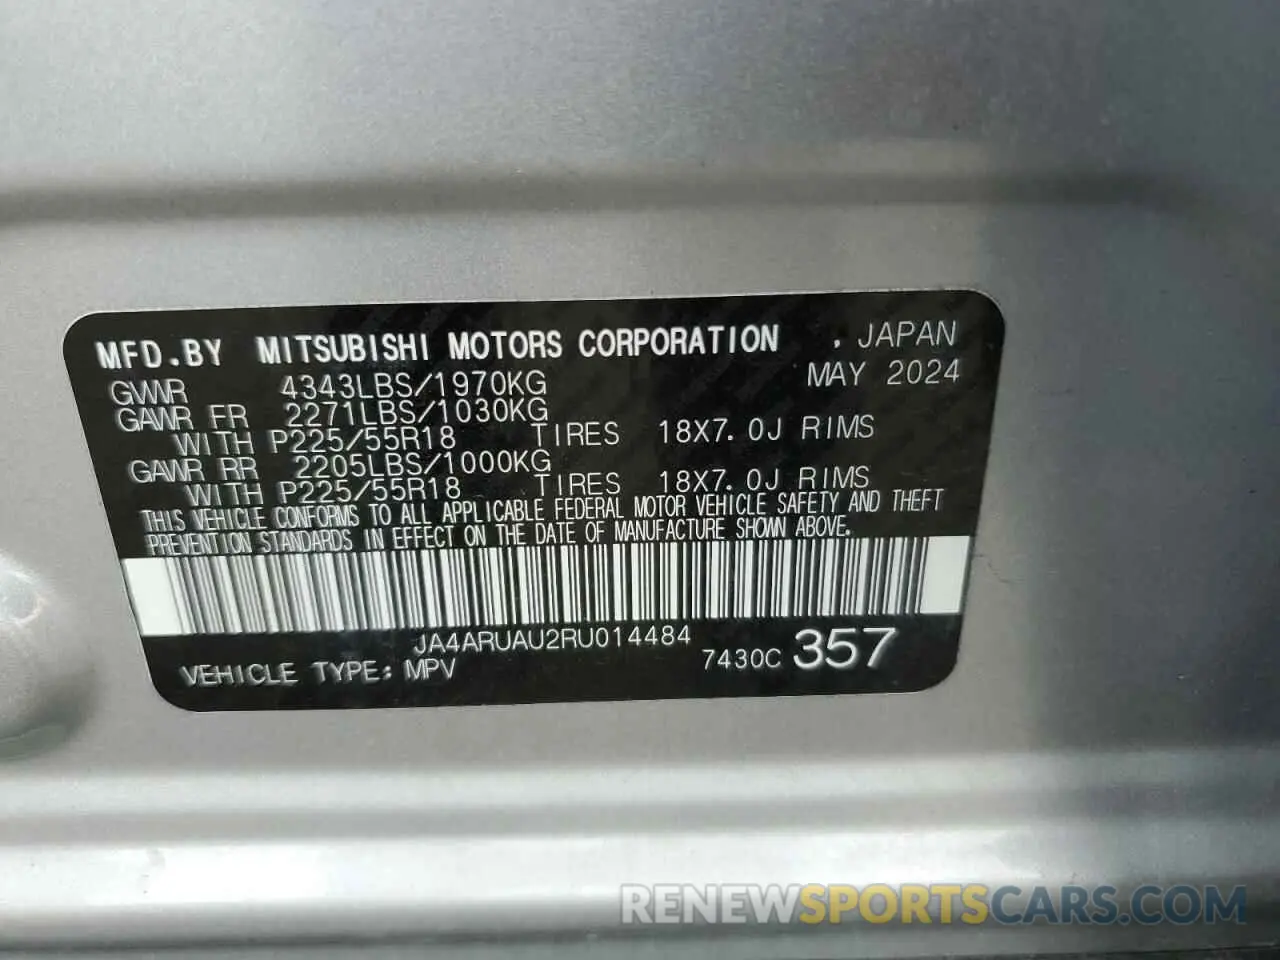 MFD.BY MITSUBISHI MOTORS CORPORATION , JAPAN
GVWR 4343LBS/1970KG MAY 2024
GAWR FR 2271LBS/1030KG
WITH P225/55R18 TIRES 18X7.0J RIMS
GAWR RR 2205LBS/1000KG
WITH P225/55R18 TIRES 18X7.0J RIMS
THIS VEHICLE CONFORMS TO ALL APPLICABLE FEDERAL MOTOR VEHICLE SAFETY AND THEFT
PREVENTION STANDARDS IN EFFECT ON THE DATE OF MANUFACTURE SHOWN ABOVE.
JA4ARUAU2RU014484
VEHICLE TYPE: MPV 7430C 357
RENEWSPORTSCARS.COM